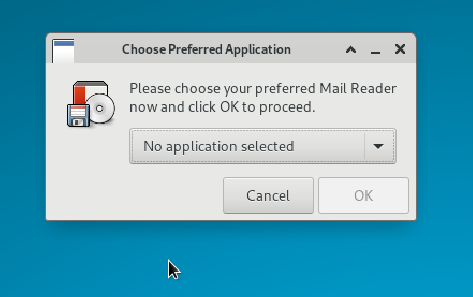 Choose Preferred Application
Please choose your preferred Mail Reader
now and click OK to proceed.
No application selected
Cancel
OK